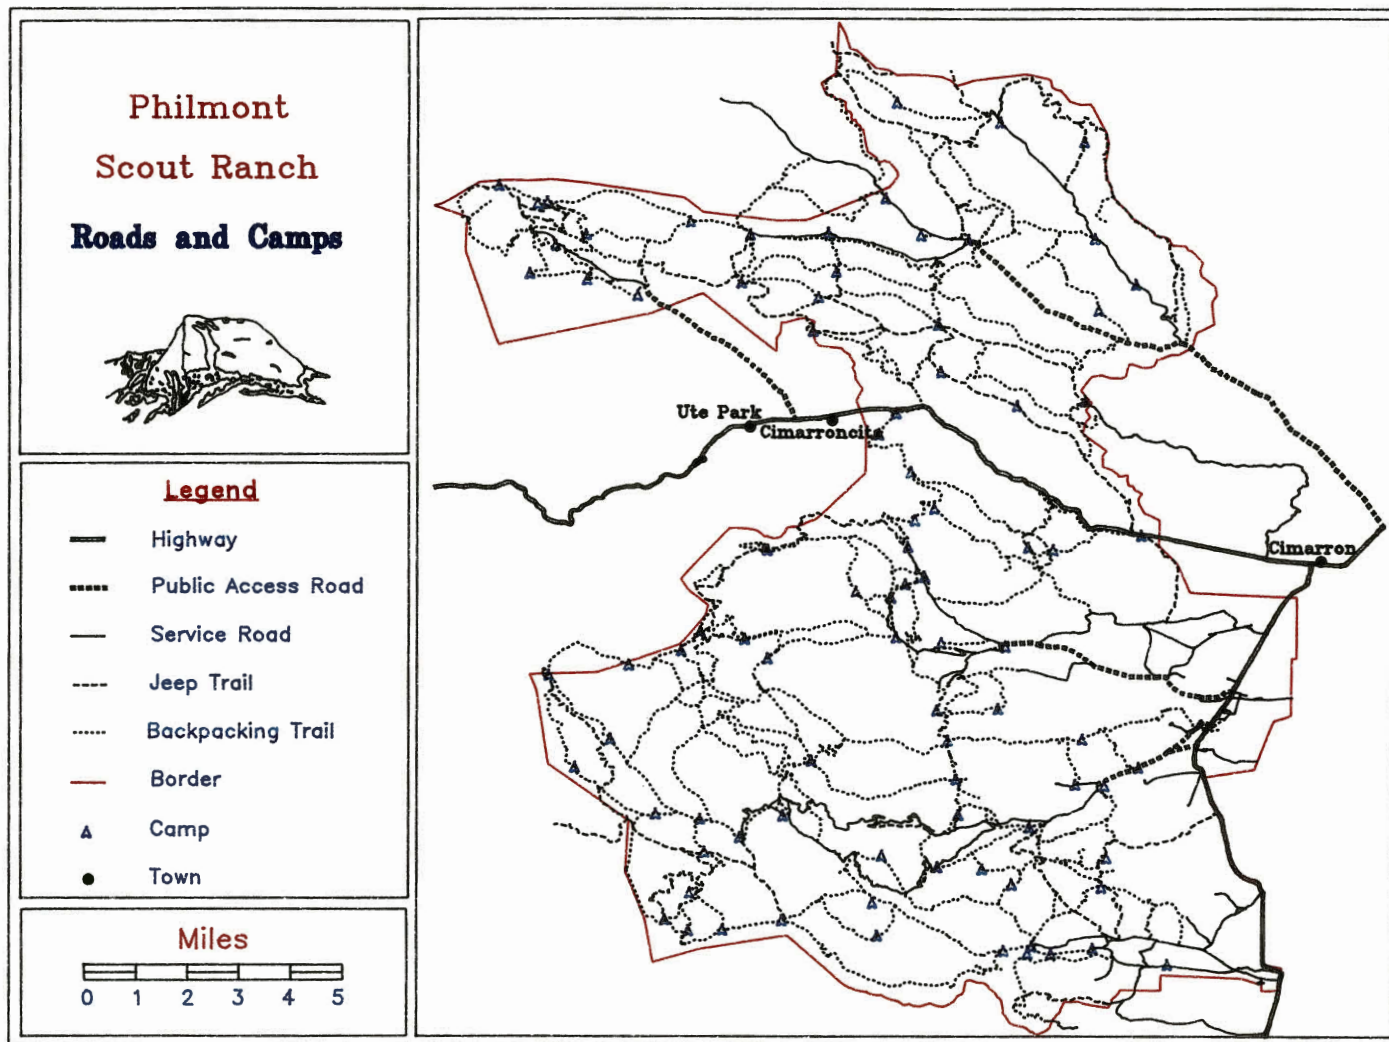 Philmont
Scout Ranch
Roads and Camps
Legend
Highway
Public Access Road
Service Road
Jeep Trail
Backpacking Trail
Border
Camp
Town
Miles
0 1 2 3 4 5
Ute Park
Cimarroncita
Cimarron